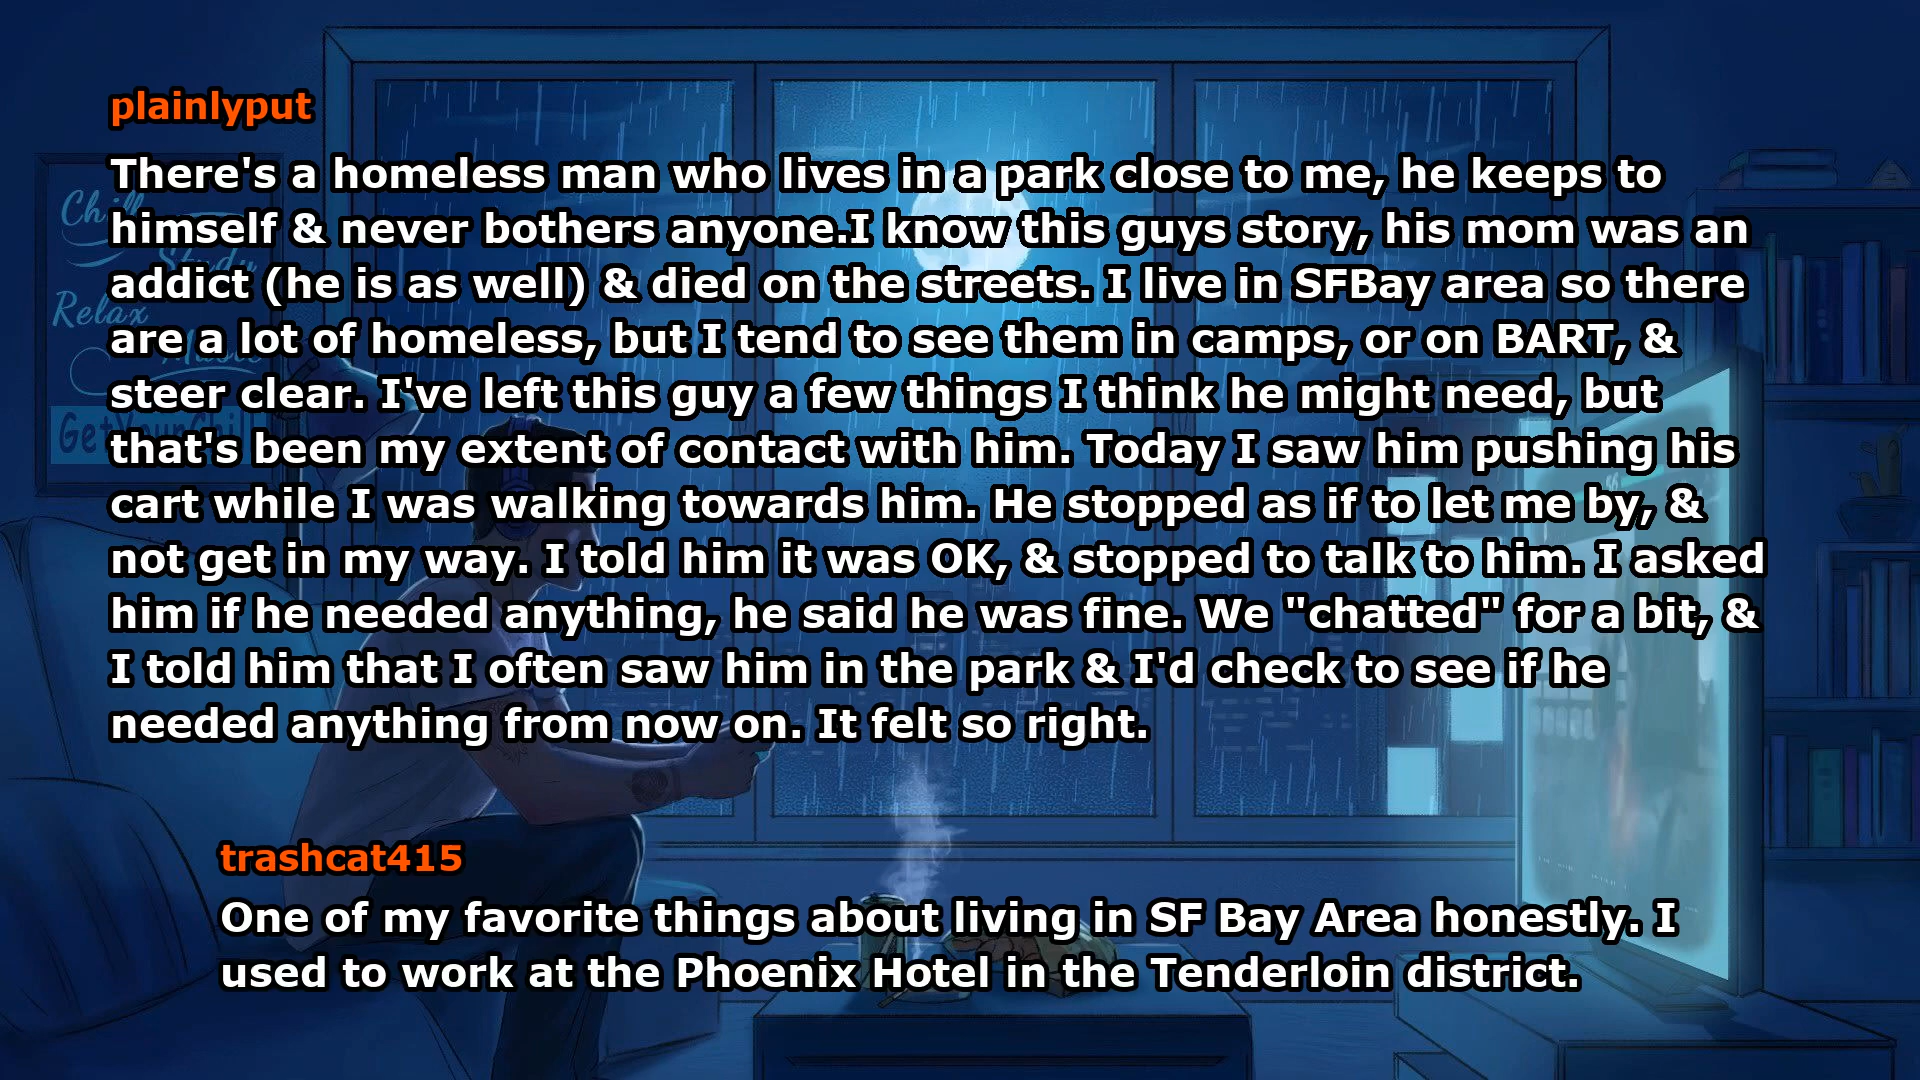 plainlyput
There's a homeless man who lives in a park close to me, he keeps to
himself & never bothers anyone.I know this guys story, his mom was an
addict (he is as well) & died on the streets. I live in SFBay area so there
are a lot of homeless, but I tend to see them in camps, or on BART, &
steer clear. I've left this guy a few things I think he might need, but
that's been my extent of contact with him. Today I saw him pushing his
cart while I was walking towards him. He stopped as if to let me by, &
not get in my way. I told him it was OK, & stopped to talk to him. I asked
him if he needed anything, he said he was fine. We "chatted" for a bit, &
I told him that I often saw him in the park & I'd check to see if he
needed anything from now on. It felt so right.
trashcat415
One of my favorite things about living in SF Bay Area honestly. I
used to work at the Phoenix Hotel in the Tenderloin district.
Chill
Study
Relax
Music
GetYourChill